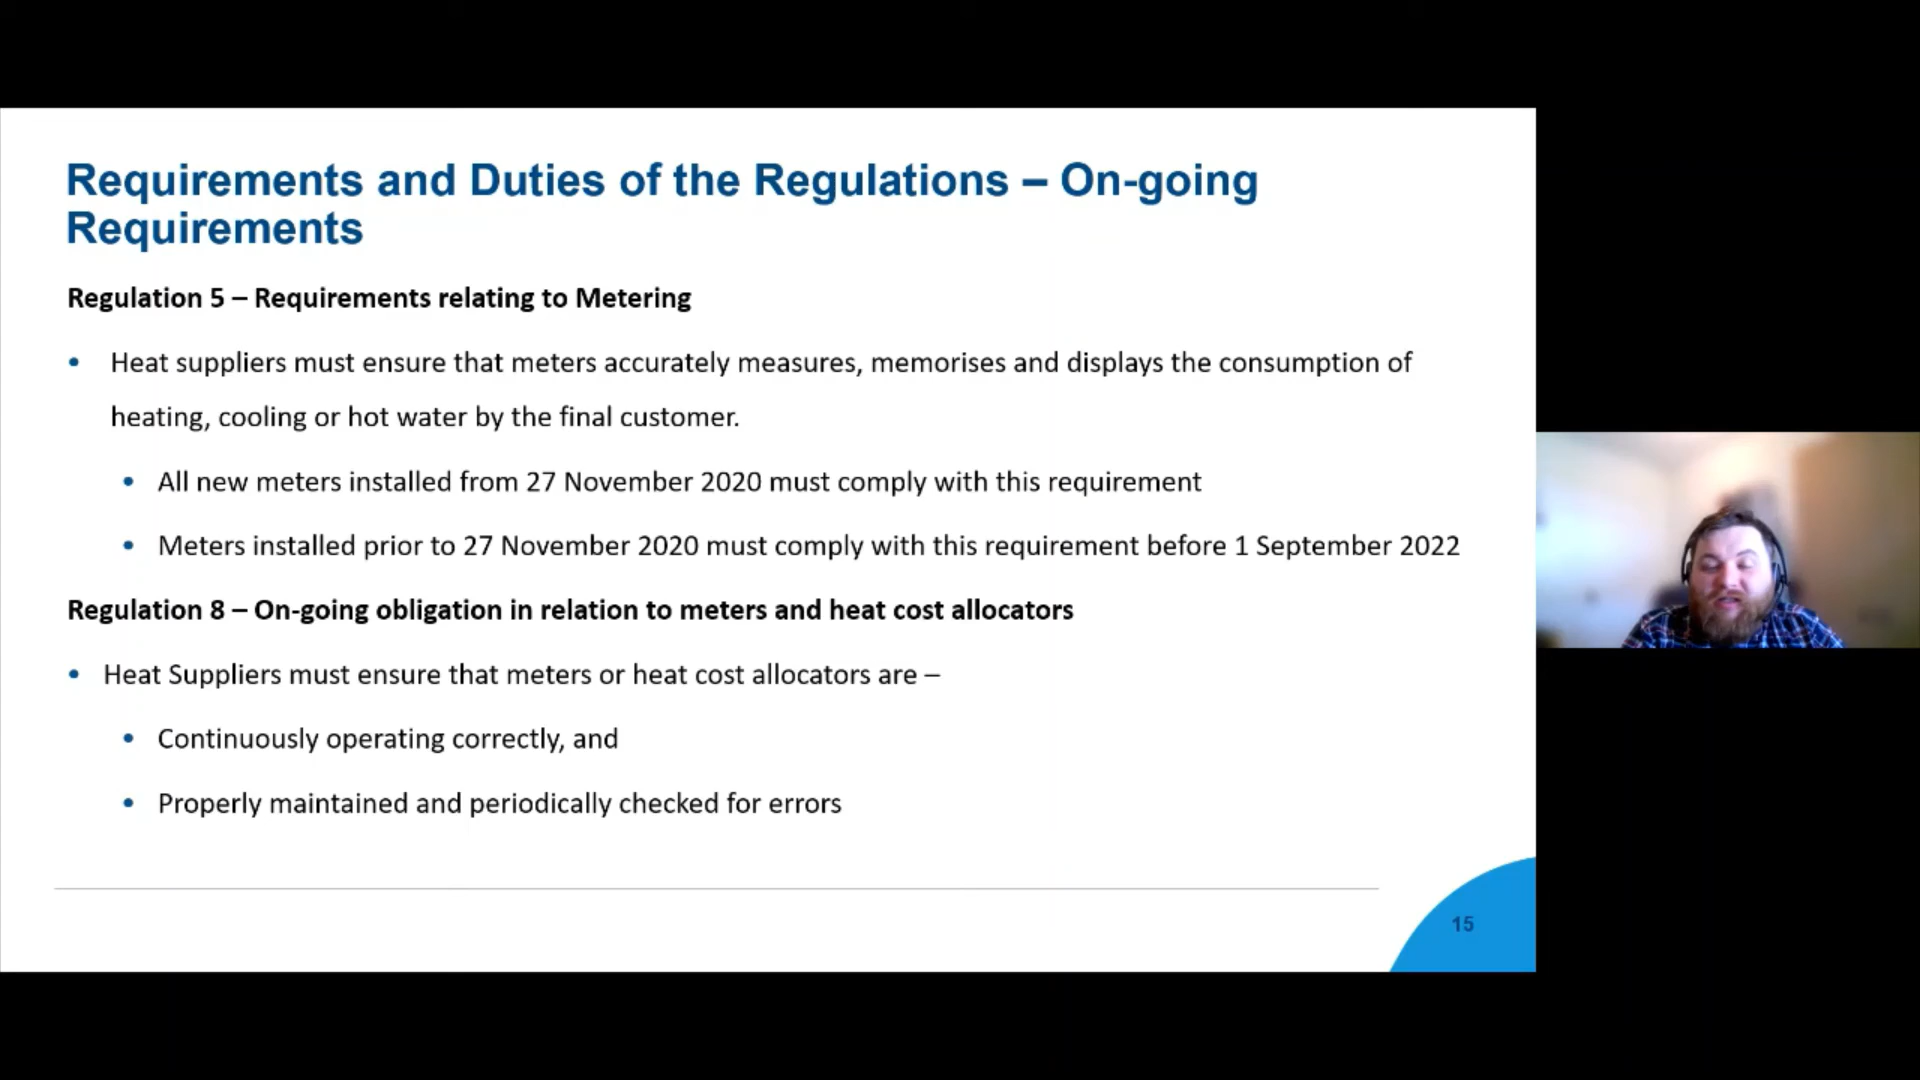 Requirements and Duties of the Regulations – On-going
Requirements
Regulation 5 – Requirements relating to Metering
• Heat suppliers must ensure that meters accurately measures, memorises and displays the consumption of
heating, cooling or hot water by the final customer.
• All new meters installed from 27 November 2020 must comply with this requirement
• Meters installed prior to 27 November 2020 must comply with this requirement before 1 September 2022
Regulation 8 – On-going obligation in relation to meters and heat cost allocators
• Heat Suppliers must ensure that meters or heat cost allocators are –
• Continuously operating correctly, and
• Properly maintained and periodically checked for errors
15